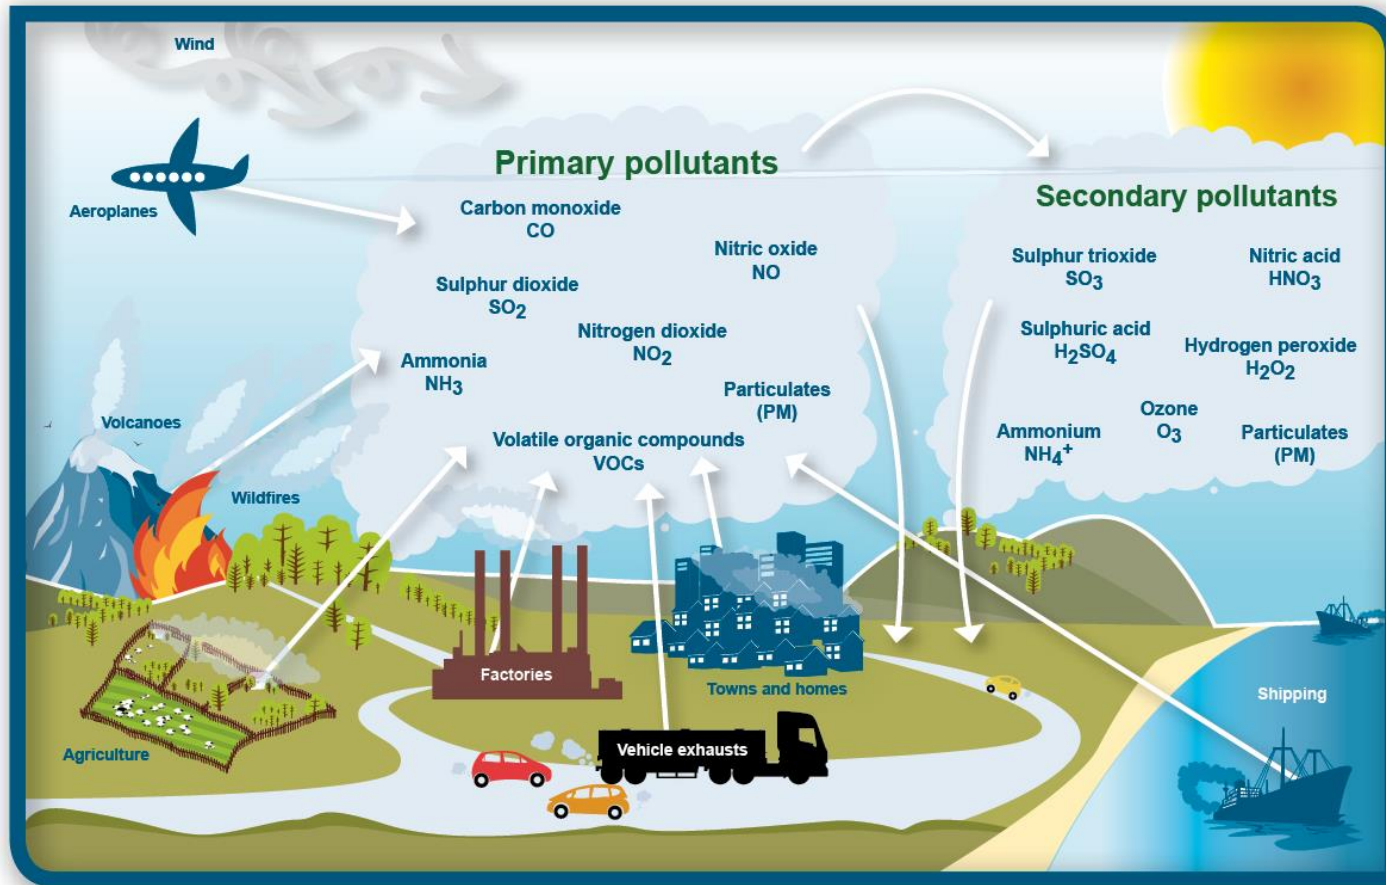 Wind
Aeroplanes
Primary pollutants
Carbon monoxide
CO
Nitric oxide
NO
Sulphur dioxide
SO2
Nitrogen dioxide
NO2
Ammonia
NH3
Particulates
(PM)
Volatile organic compounds
VOCs
Secondary pollutants
Sulphur trioxide
SO3
Nitric acid
HNO3
Sulphuric acid
H2SO4
Hydrogen peroxide
H2O2
Ozone
O3
Ammonium
NH4+
Particulates
(PM)
Volcanoes
Wildfires
Agriculture
Factories
Towns and homes
Vehicle exhausts
Shipping